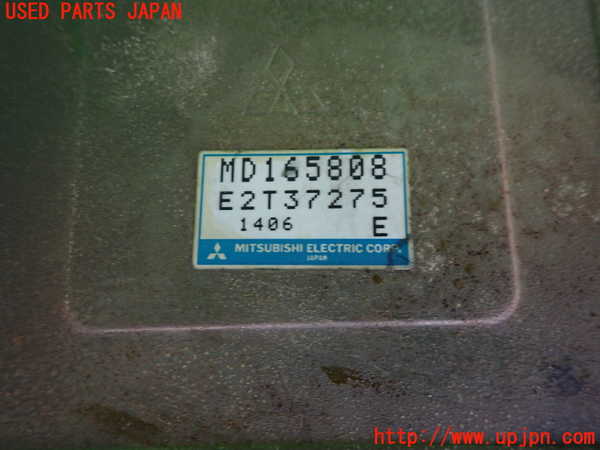 USED PARTS JAPAN
MD165808
E2T37275
1406 E
MITSUBISHI ELECTRIC CORP.
JAPAN
http://www.upjpn.com/